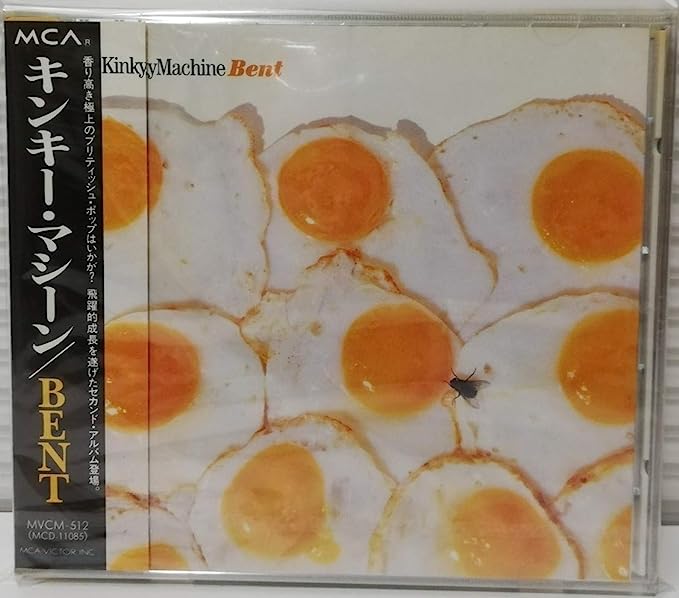 MCA R
キンキー・マシーン/BENT
香り高き極上のブリティッシュ・ポップはいかが? 飛躍的成長を遂げたセカンド・アルバム登場。
MVCM-512
(MCD 11085)
MCA VICTOR INC
KinkyyMachine Bent